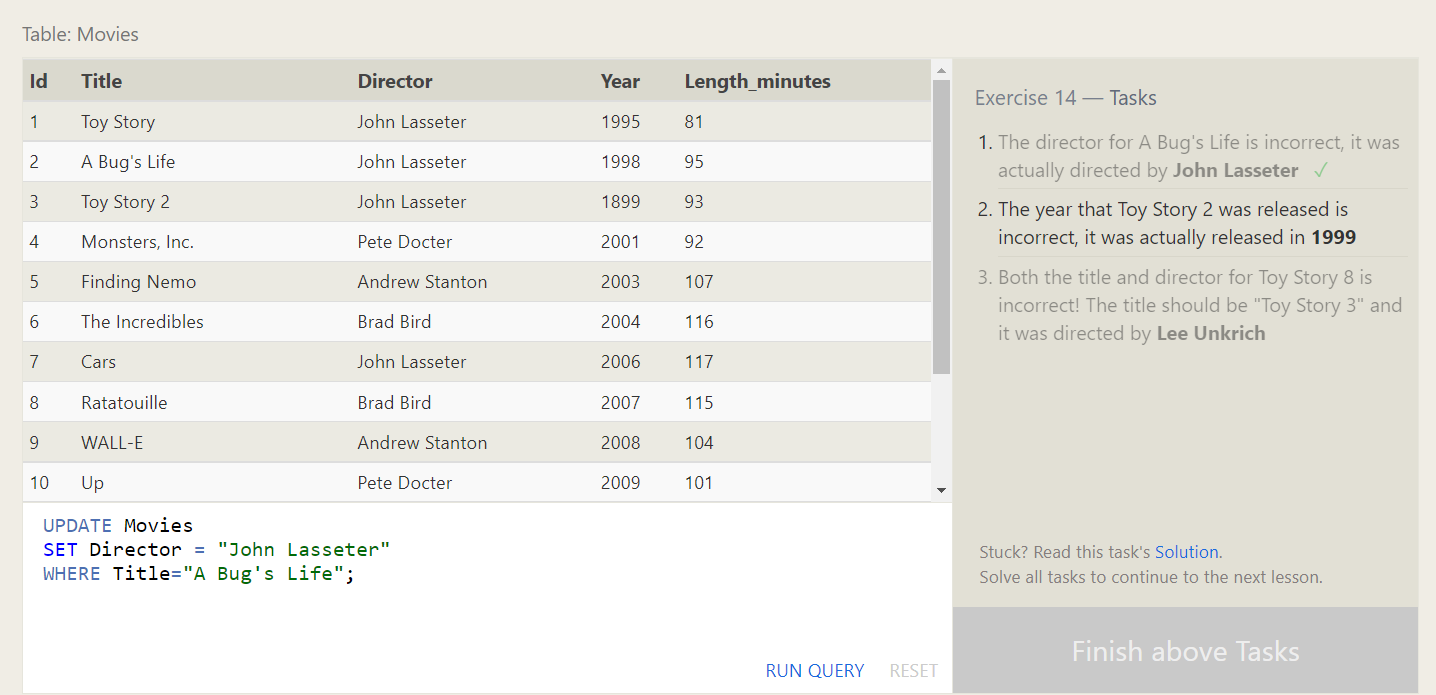 Table: Movies
Id Title Director Year Length_minutes
1 Toy Story John Lasseter 1995 81
2 A Bug's Life John Lasseter 1998 95
3 Toy Story 2 John Lasseter 1899 93
4 Monsters, Inc. Pete Docter 2001 92
5 Finding Nemo Andrew Stanton 2003 107
6 The Incredibles Brad Bird 2004 116
7 Cars John Lasseter 2006 117
8 Ratatouille Brad Bird 2007 115
9 WALL-E Andrew Stanton 2008 104
10 Up Pete Docter 2009 101
UPDATE Movies
SET Director = "John Lasseter"
WHERE Title="A Bug's Life";
RUN QUERY RESET
Exercise 14 — Tasks
1. The director for A Bug's Life is incorrect, it was
actually directed by John Lasseter ✓
2. The year that Toy Story 2 was released is
incorrect, it was actually released in 1999
3. Both the title and director for Toy Story 8 is
incorrect! The title should be "Toy Story 3" and
it was directed by Lee Unkrich
Stuck? Read this task's Solution.
Solve all tasks to continue to the next lesson.
Finish above Tasks